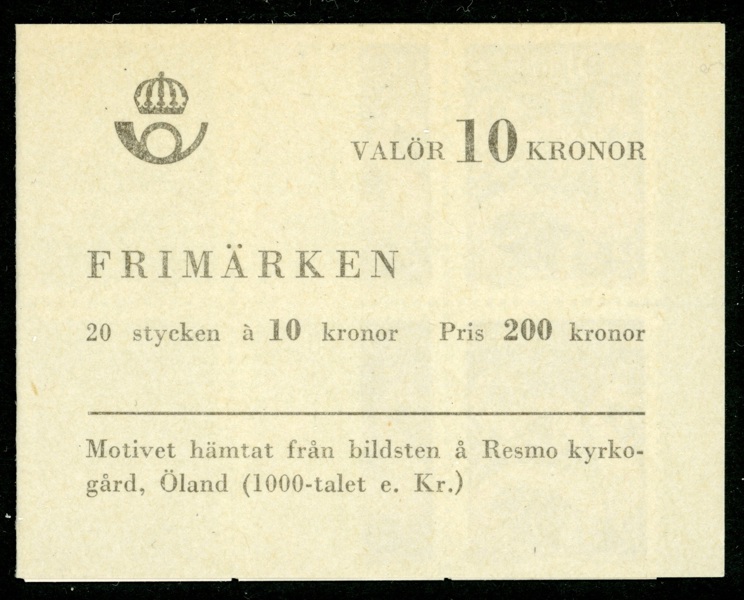 VALÖR 10 KRONOR
FRIMÄRKEN
20 stycken à 10 kronor Pris 200 kronor
Motivet hämtat från bildsten å Resmo kyrko-
gård, Öland (1000-talet e. Kr.)